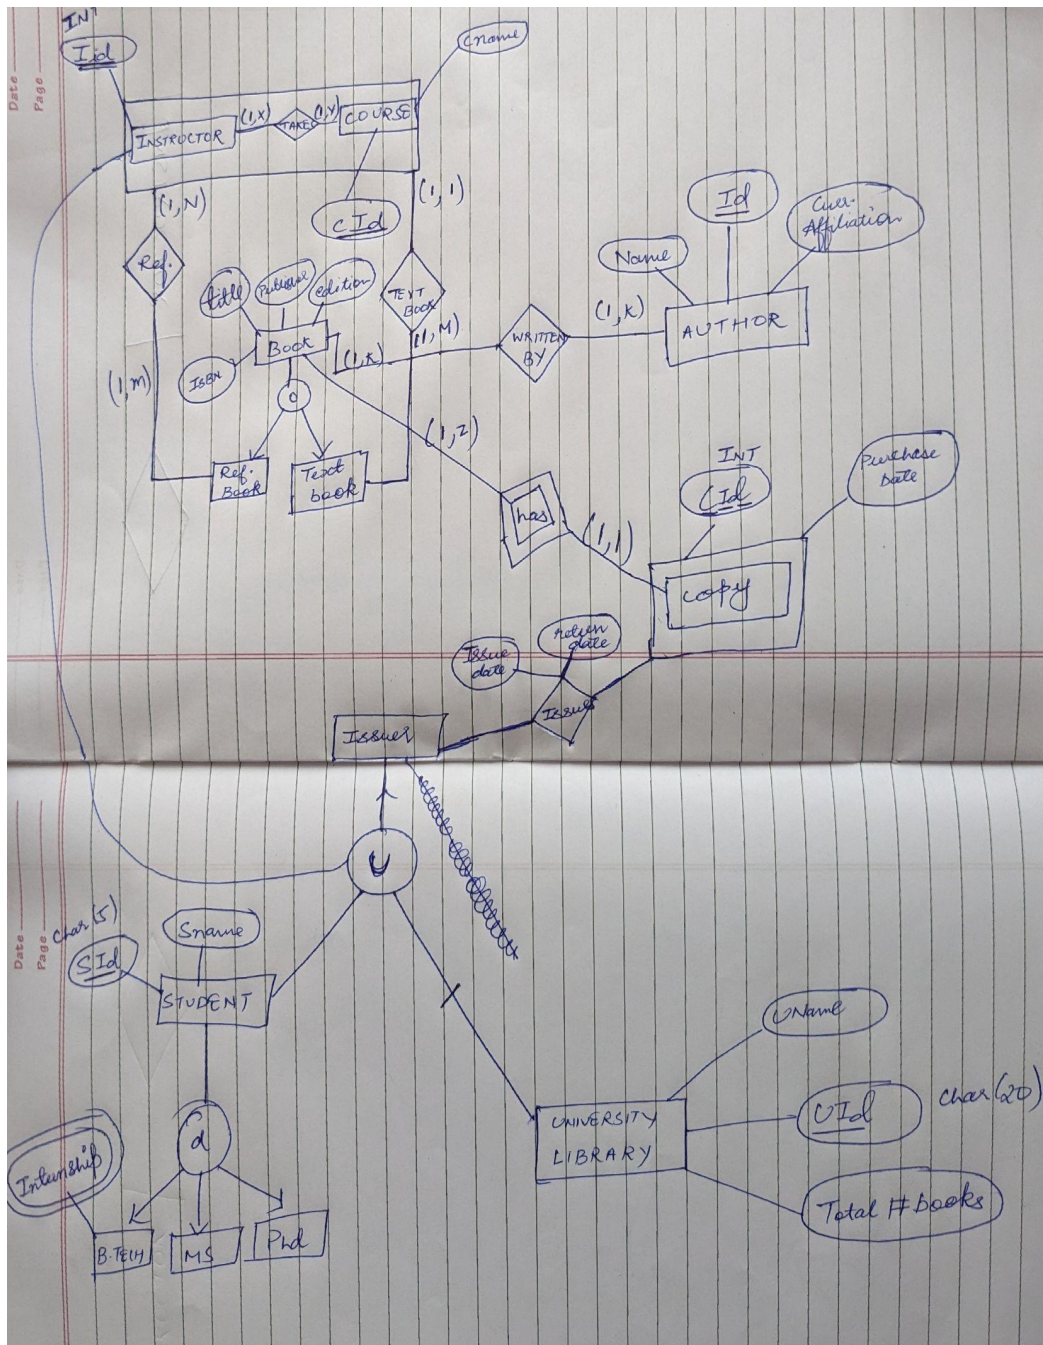 Date
Page
INT
Iid
Cname
INSTRUCTOR
(1,X)
TAKES
(1,Y)
COURSE
(1,N)
(1,1)
CId
Id
Curr.
Affiliation
Name
Ref.
title
Publisher
edition
TEXT
BOOK
(1,K)
AUTHOR
WRITTEN
BY
Book
(1,K)
(1,M)
ISBN
(1,m)
O
(1,Z)
Ref.
Book
Text
book
INT
CId
Purchase
Date
has
(1,1)
copy
Issue
date
return
date
Issues
Issuer
U
Date
Page
Char(5)
SId
Sname
STUDENT
UName
UNIVERSITY
LIBRARY
UId
Char(20)
Total #books
d
Internship
B.TECH
MS
Phd